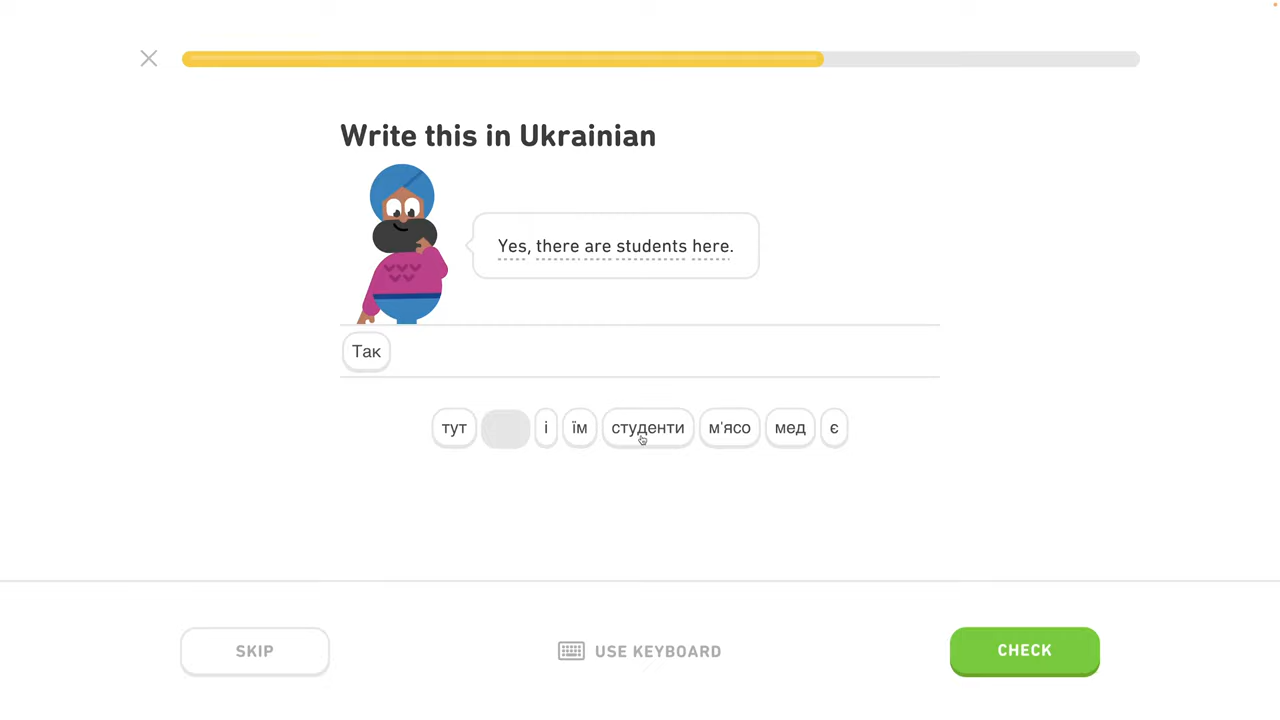 Write this in Ukrainian
Yes, there are students here.
Так
тут і їм студенти м'ясо мед є
SKIP USE KEYBOARD CHECK